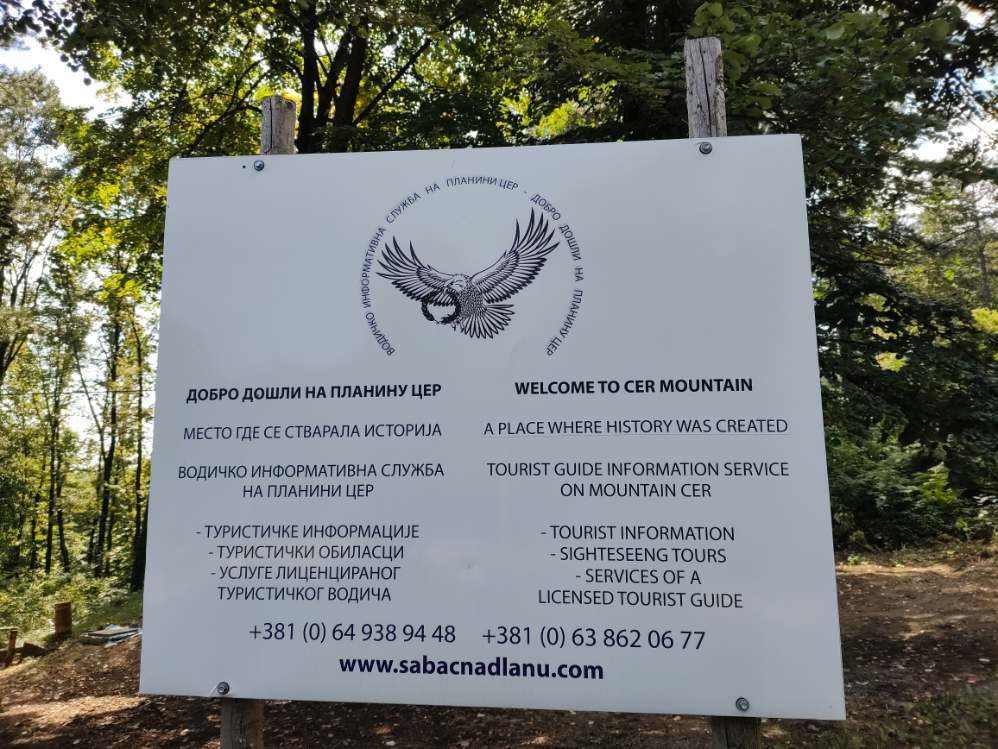 ВОДИЧКО ИНФОРМАТИВНА СЛУЖБА НА ПЛАНИНИ ЦЕР - ДОБРО ДОШЛИ НА ПЛАНИНУ ЦЕР
ДОБРО ДОШЛИ НА ПЛАНИНУ ЦЕР
МЕСТО ГДЕ СЕ СТВАРАЛА ИСТОРИЈА
ВОДИЧКО ИНФОРМАТИВНА СЛУЖБА
НА ПЛАНИНИ ЦЕР
- ТУРИСТИЧКЕ ИНФОРМАЦИЈЕ
- ТУРИСТИЧКИ ОБИЛАСЦИ
- УСЛУГЕ ЛИЦЕНЦИРАНОГ
ТУРИСТИЧКОГ ВОДИЧА
WELCOME TO CER MOUNTAIN
A PLACE WHERE HISTORY WAS CREATED
TOURIST GUIDE INFORMATION SERVICE
ON MOUNTAIN CER
- TOURIST INFORMATION
- SIGHTESEENG TOURS
- SERVICES OF A
LICENSED TOURIST GUIDE
+381 (0) 64 938 94 48 +381 (0) 63 862 06 77
www.sabacnadlanu.com